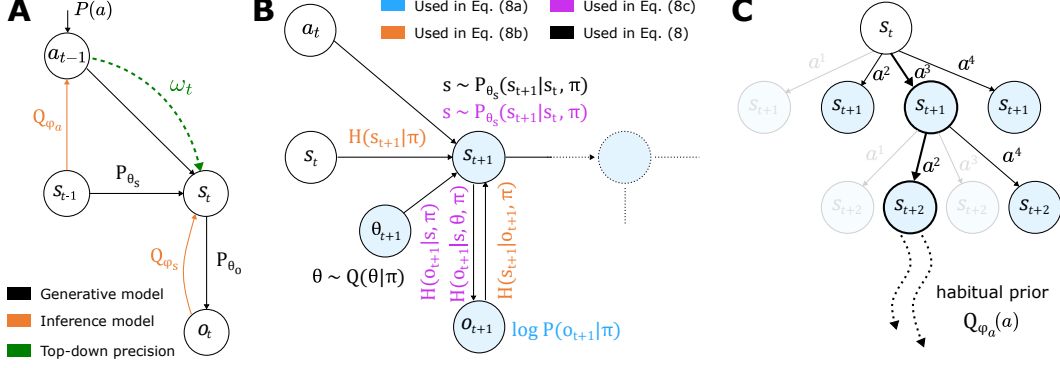 A
P(a)
a_{t−1}
ω_t
Q_{φ_a}
P_{θ_s}
s_{t-1}
s_t
Q_{φ_s}
P_{θ_o}
o_t
Generative model
Inference model
Top-down precision
B
Used in Eq. (8a)
Used in Eq. (8c)
Used in Eq. (8b)
Used in Eq. (8)
a_t
s ~ P_{θ_s}(s_{t+1}|s_t, π)
s ~ P_{θ_s}(s_{t+1}|s_t, π)
H(s_{t+1}|π)
s_t
s_{t+1}
θ_{t+1}
θ ~ Q(θ|π)
H(o_{t+1}|s, π)
H(o_{t+1}|s, θ, π)
H(s_{t+1}|o_{t+1}, π)
o_{t+1}
log P(o_{t+1}|π)
C
s_t
a^1
a^2
a^3
a^4
s_{t+1}
s_{t+1}
s_{t+1}
s_{t+1}
a^1
a^2
a^3
a^4
s_{t+2}
s_{t+2}
s_{t+2}
s_{t+2}
habitual prior
Q_{φ_a}(a)